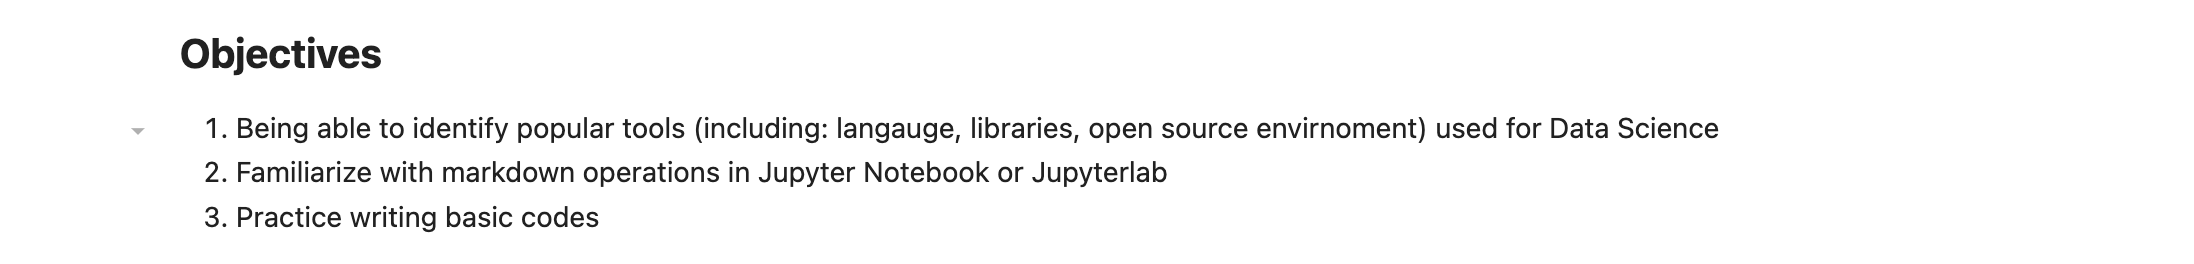 Objectives
1. Being able to identify popular tools (including: langauge, libraries, open source envirnoment) used for Data Science
2. Familiarize with markdown operations in Jupyter Notebook or Jupyterlab
3. Practice writing basic codes